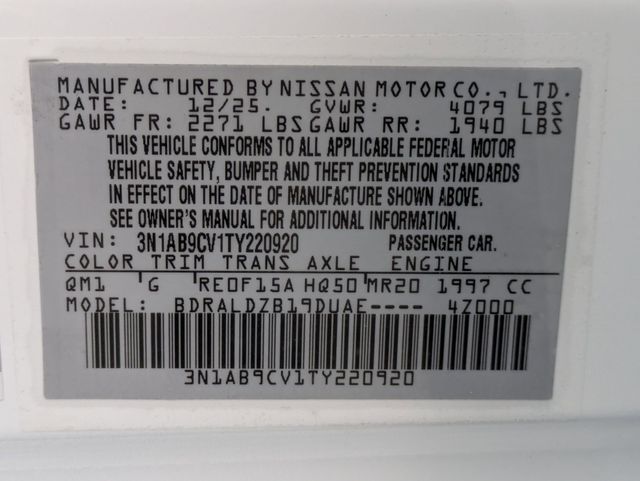 MANUFACTURED BY NISSAN MOTOR CO., LTD.
DATE: 12/25. GVWR: 4079 LBS
GAWR FR: 2271 LBS GAWR RR: 1940 LBS
THIS VEHICLE CONFORMS TO ALL APPLICABLE FEDERAL MOTOR
VEHICLE SAFETY, BUMPER AND THEFT PREVENTION STANDARDS
IN EFFECT ON THE DATE OF MANUFACTURE SHOWN ABOVE.
SEE OWNER'S MANUAL FOR ADDITIONAL INFORMATION.
VIN: 3N1AB9CV1TY220920 PASSENGER CAR.
COLOR TRIM TRANS AXLE ENGINE
QM1 G RE0F15A HQ50 MR20 1997 CC
MODEL: BDRALDZB19DUAE---- 4Z000
3N1AB9CV1TY220920